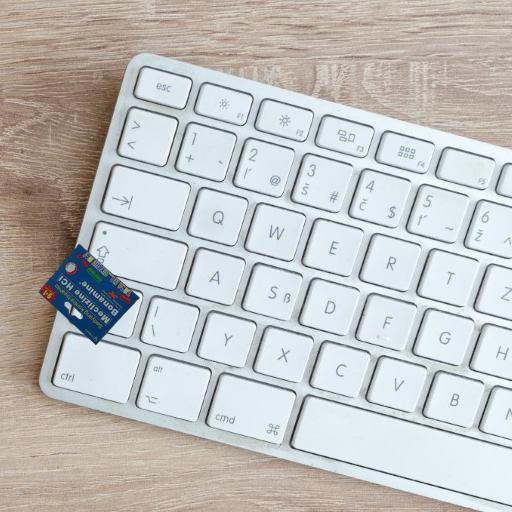 esc
F1
F2
F3
F4
F5
>
<
1
+
-
2
ľ
@
3
š
#
4
č
$
5
ľ
~
6
ž
^
Q
W
E
R
T
Z
A
S ß
D
F
G
H
\
|
Y
X
C
V
B
N
ctrl
alt
cmd
Meclizine HCl
Bonamine®